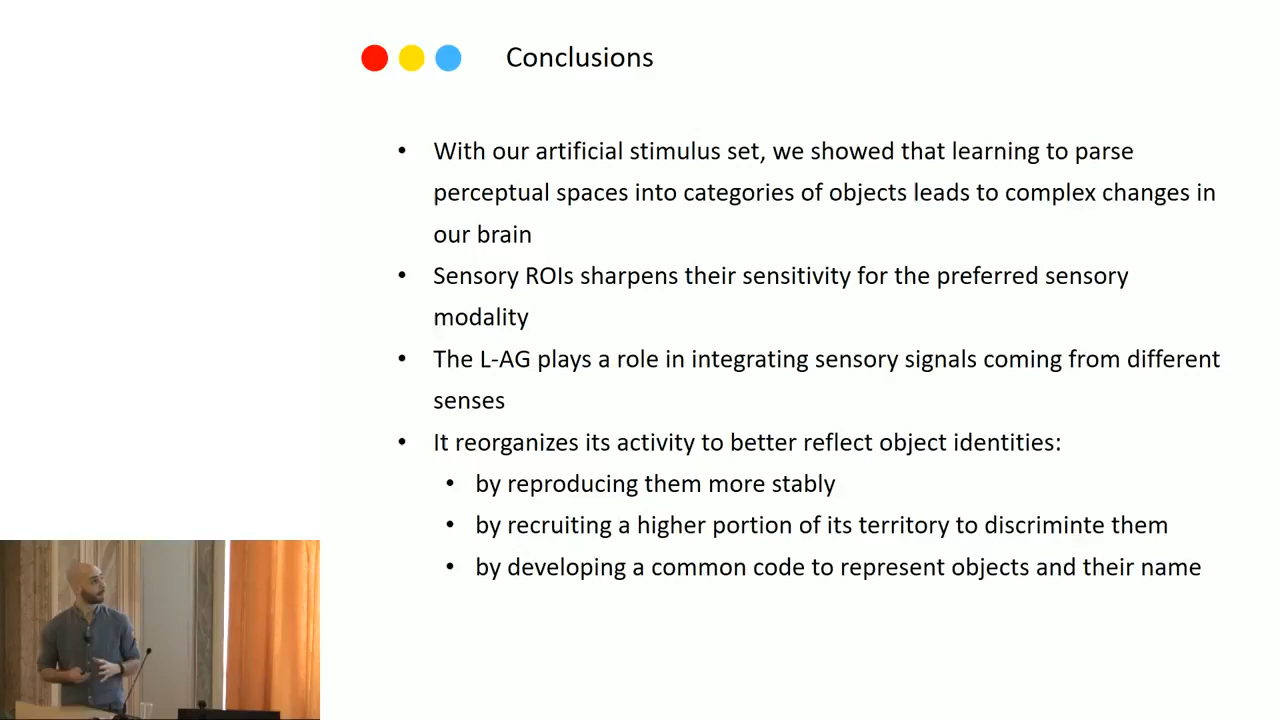 Conclusions
• With our artificial stimulus set, we showed that learning to parse
perceptual spaces into categories of objects leads to complex changes in
our brain
• Sensory ROIs sharpens their sensitivity for the preferred sensory
modality
• The L-AG plays a role in integrating sensory signals coming from different
senses
• It reorganizes its activity to better reflect object identities:
• by reproducing them more stably
• by recruiting a higher portion of its territory to discriminte them
• by developing a common code to represent objects and their name